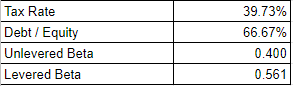 Tax Rate 39.73%
Debt / Equity 66.67%
Unlevered Beta 0.400
Levered Beta 0.561